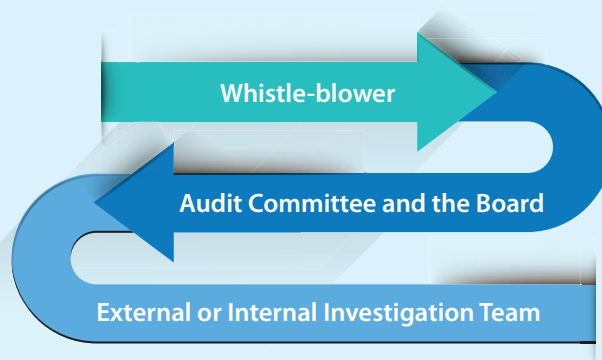 Whistle-blower
Audit Committee and the Board
External or Internal Investigation Team